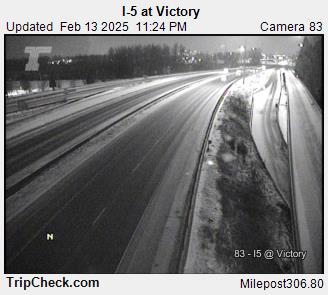 I-5 at Victory
Updated Feb 13 2025 11:24 PM Camera 83
T
N
83 - I5 @ Victory
TripCheck.com Milepost306.80